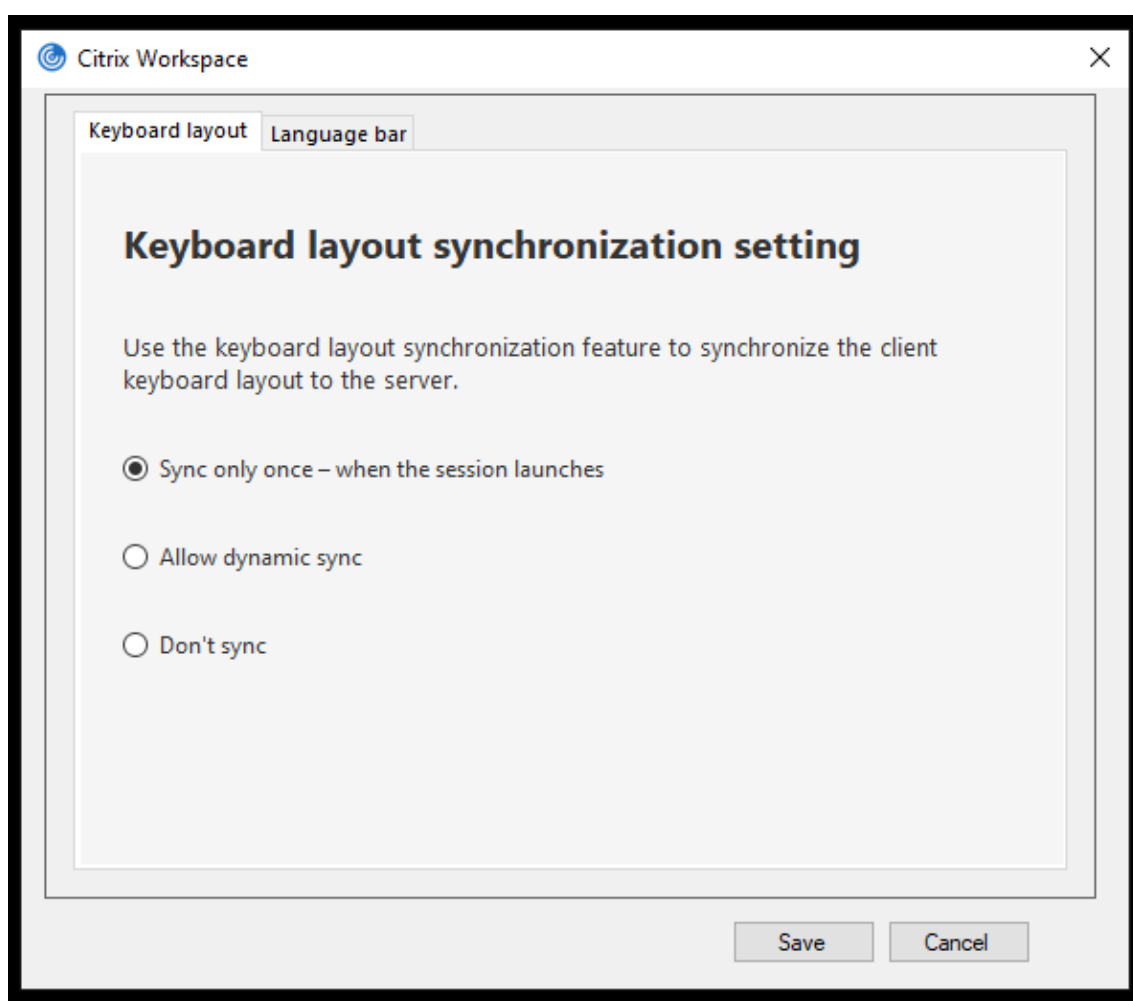 Citrix Workspace
Keyboard layout
Language bar
Keyboard layout synchronization setting
Use the keyboard layout synchronization feature to synchronize the client
keyboard layout to the server.
Sync only once – when the session launches
Allow dynamic sync
Don't sync
Save
Cancel